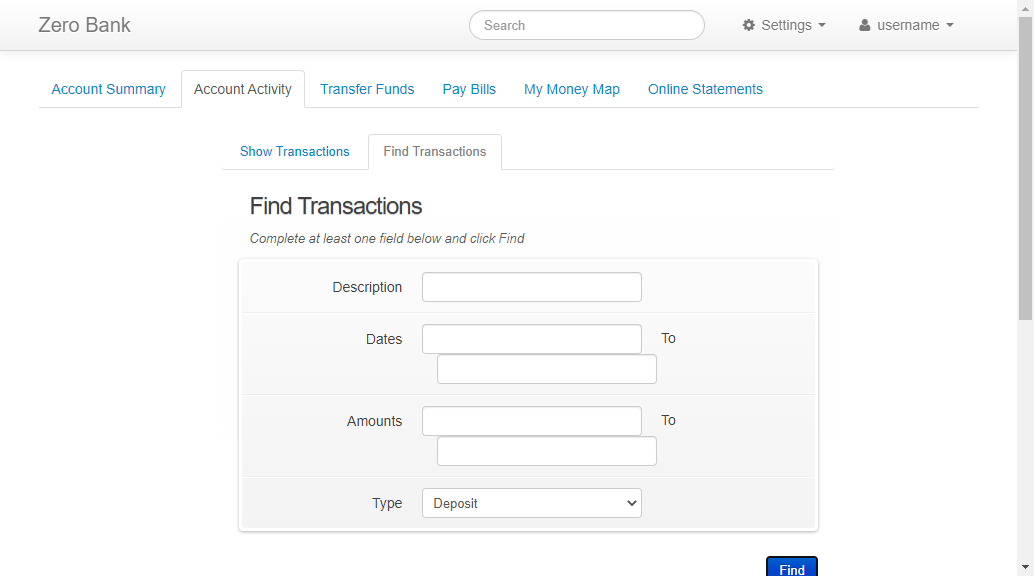 Zero Bank Search Settings username
Account Summary Account Activity Transfer Funds Pay Bills My Money Map Online Statements
Show Transactions Find Transactions
Find Transactions
Complete at least one field below and click Find
Description
Dates To
Amounts To
Type Deposit
Find